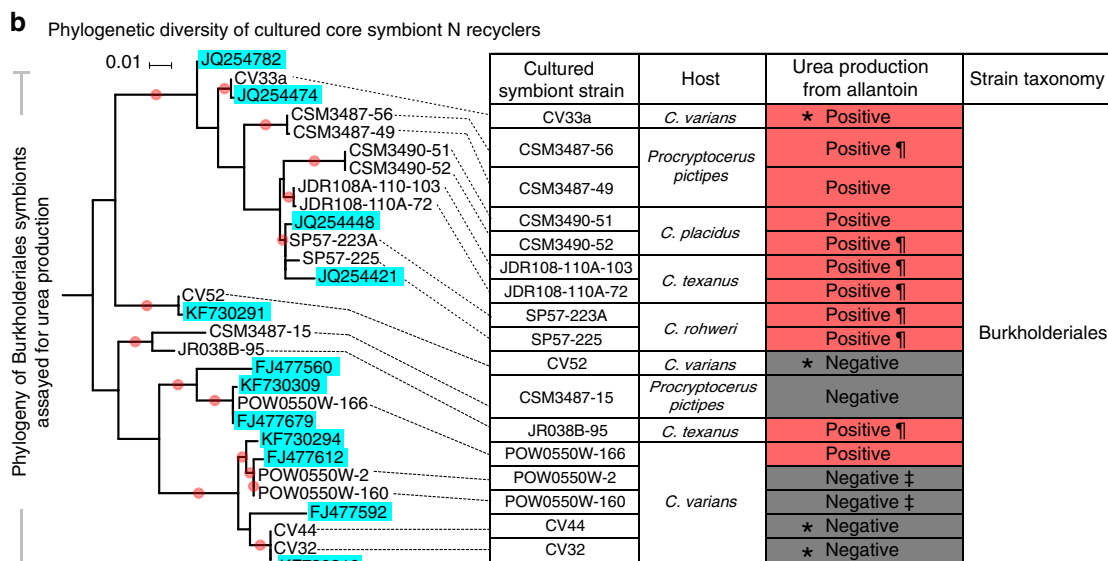 b Phylogenetic diversity of cultured core symbiont N recyclers
0.01
Phylogeny of Burkholderiales symbionts
assayed for urea production
JQ254782
CV33a
JQ254474
CSM3487-56
CSM3487-49
CSM3490-51
CSM3490-52
JDR108A-110-103
JDR108-110A-72
JQ254448
SP57-223A
SP57-225
JQ254421
CV52
KF730291
CSM3487-15
JR038B-95
FJ477560
KF730309
POW0550W-166
FJ477679
KF730294
FJ477612
POW0550W-2
POW0550W-160
FJ477592
CV44
CV32
Cultured
symbiont strain
Host
Urea production
from allantoin
Strain taxonomy
CV33a C. varians * Positive
CSM3487-56 Positive ¶
Procryptocerus
pictipes
CSM3487-49 Positive
CSM3490-51 Positive
C. placidus
CSM3490-52 Positive ¶
JDR108-110A-103 Positive ¶
C. texanus
JDR108-110A-72 Positive ¶
SP57-223A Positive ¶
C. rohweri
SP57-225 Positive ¶
Burkholderiales
CV52 C. varians * Negative
CSM3487-15 Procryptocerus
pictipes
Negative
JR038B-95 C. texanus Positive ¶
POW0550W-166 Positive
POW0550W-2 Negative ‡
C. varians
POW0550W-160 Negative ‡
CV44 * Negative
CV32 * Negative